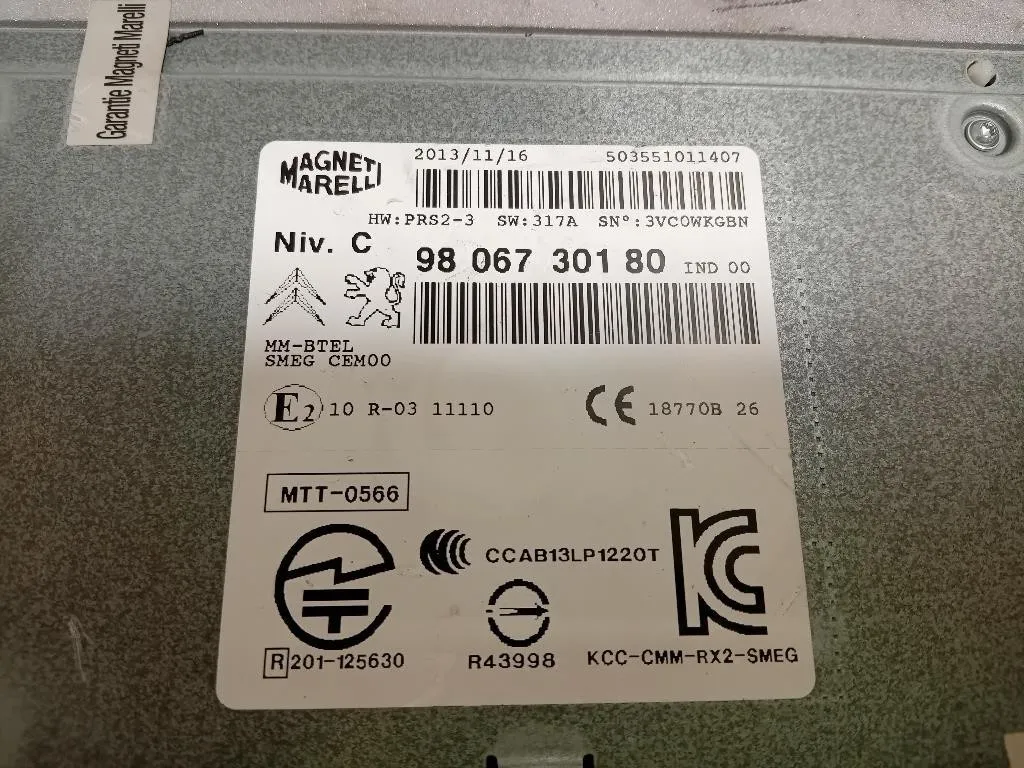 Garantie Magneti Marelli
MAGNETI MARELLI
2013/11/16 503551011407
HW:PRS2-3 SW:317A SN°:3VC0WKGBN
Niv. C
98 067 301 80 IND 00
MM-BTEL
SMEG CEM00
E2 10 R-03 11110
CE 18770B 26
MTT-0566
CCAB13LP1220T
KC
R 201-125630
R43998
KCC-CMM-RX2-SMEG